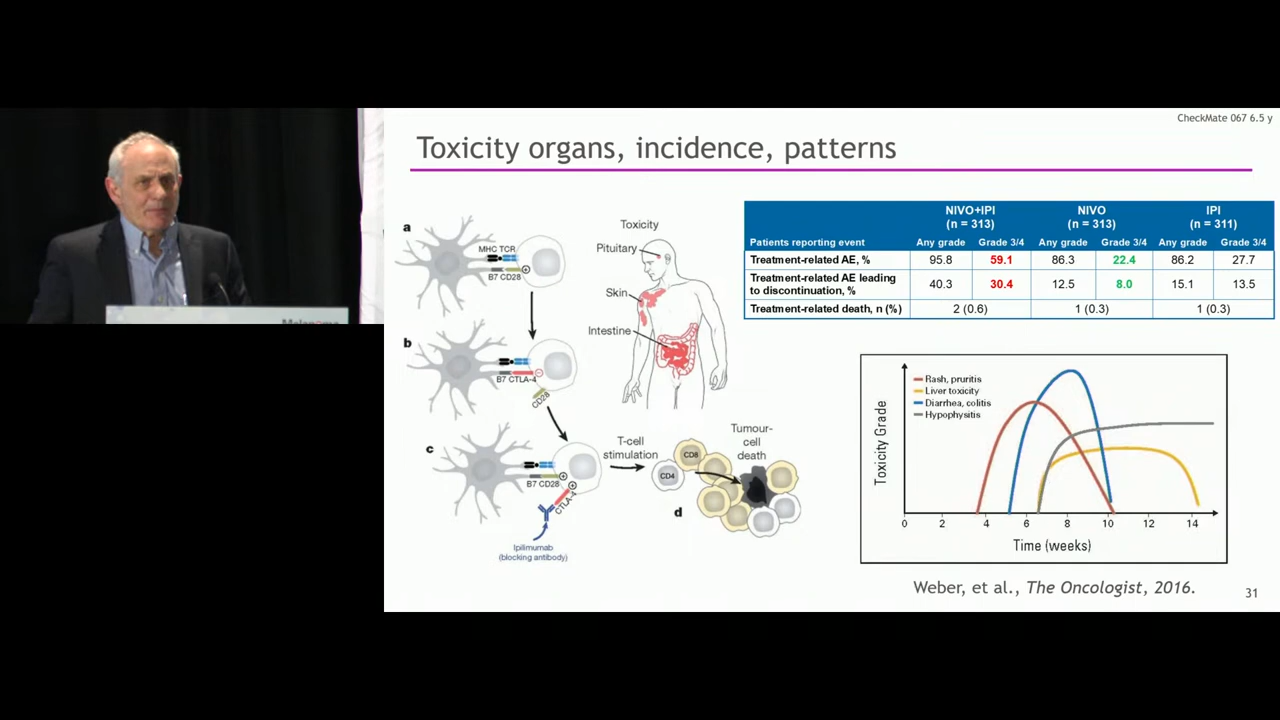 CheckMate 067 6.5 y
Toxicity organs, incidence, patterns
a
MHC TCR
B7 CD28
b
B7 CTLA-4
CD28
c
B7 CD28
CTLA-4
Ipilimumab
(blocking antibody)
Toxicity
Pituitary
Skin
Intestine
T-cell
stimulation
CD4
CD8
Tumour-
cell
death
d
NIVO+IPI NIVO IPI
(n = 313) (n = 313) (n = 311)
Patients reporting event Any grade Grade 3/4 Any grade Grade 3/4 Any grade Grade 3/4
Treatment-related AE, % 95.8 59.1 86.3 22.4 86.2 27.7
Treatment-related AE leading
to discontinuation, % 40.3 30.4 12.5 8.0 15.1 13.5
Treatment-related death, n (%) 2 (0.6) 1 (0.3) 1 (0.3)
Rash, pruritis
Liver toxicity
Diarrhea, colitis
Hypophysitis
Toxicity Grade
0 2 4 6 8 10 12 14
Time (weeks)
Weber, et al., The Oncologist, 2016.
31